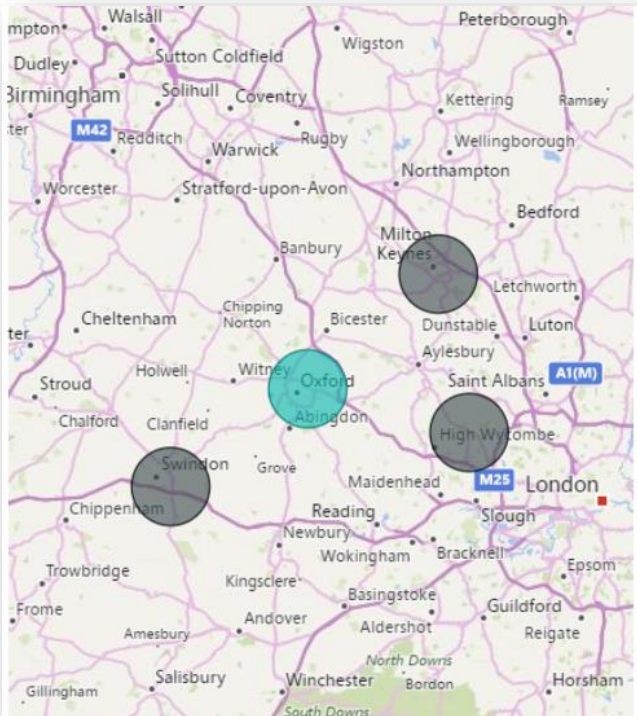 Walsall
Peterborough
mpton
Wigston
Sutton Coldfield
Dudley
Birmingham
Solihull
Coventry
Kettering
Ramsey
M42
Redditch
Rugby
Wellingborough
Warwick
Northampton
Worcester
Stratford-upon-Avon
Bedford
Milton
Keynes
Banbury
Letchworth
Chipping
Norton
Cheltenham
Bicester
Dunstable
Luton
ter
Aylesbury
Holwell
Witney
Oxford
Saint Albans
A1(M)
Stroud
Chalford
Clanfield
Abingdon
High Wycombe
Swindon
Grove
Maidenhead
M25
London
Chippenham
Reading
Slough
Newbury
Wokingham
Bracknell
Trowbridge
Kingsclere
Epsom
Frome
Basingstoke
Andover
Aldershot
Guildford
Amesbury
Reigate
North Downs
Salisbury
Winchester
Bordon
Horsham
Gillingham
South Downs